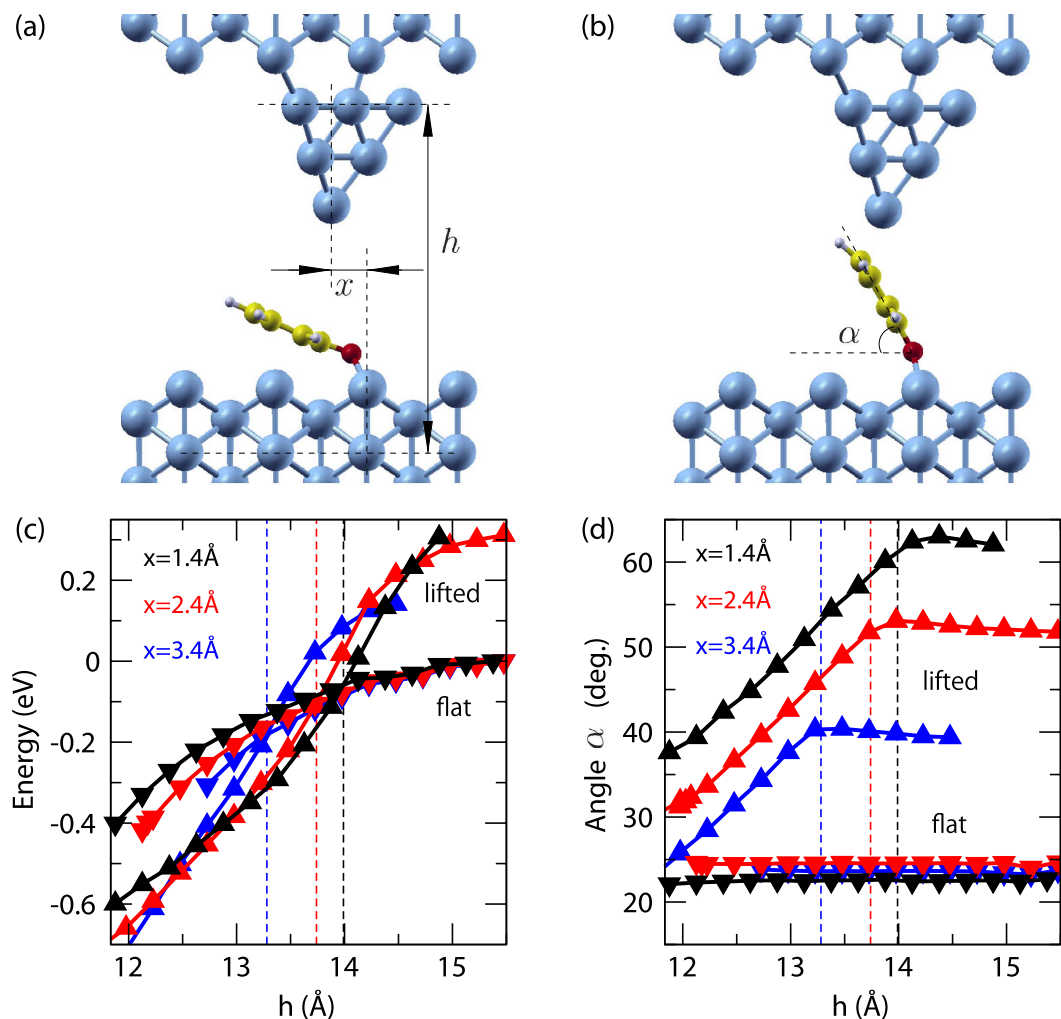 (a)
h
x
(b)
α
(c)
x=1.4Å
x=2.4Å
x=3.4Å
lifted
flat
Energy (eV)
0.2
0
-0.2
-0.4
-0.6
12 13 14 15
h (Å)
(d)
x=1.4Å
x=2.4Å
x=3.4Å
lifted
flat
Angle α (deg.)
60
50
40
30
20
12 13 14 15
h (Å)